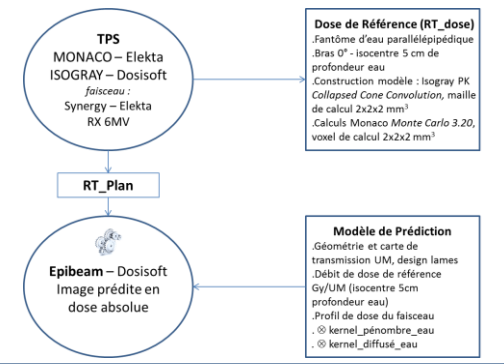 TPS
MONACO – Elekta
ISOGRAY – Dosisoft
faisceau :
Synergy – Elekta
RX 6MV
Dose de Référence (RT_dose)
.Fantôme d'eau parallélépipédique
.Bras 0° - isocentre 5 cm de
profondeur eau
.Construction modèle : Isogray PK
Collapsed Cone Convolution, maille
de calcul 2x2x2 mm³
.Calculs Monaco Monte Carlo 3.20,
voxel de calcul 2x2x2 mm³
RT_Plan
Epibeam – Dosisoft
Image prédite en
dose absolue
Modèle de Prédiction
.Géométrie et carte de
transmission UM, design lames
.Débit de dose de référence
Gy/UM (isocentre 5cm
profondeur eau)
.Profil de dose du faisceau
. ⊗ kernel_pénombre_eau
. ⊗ kernel_diffusé_eau